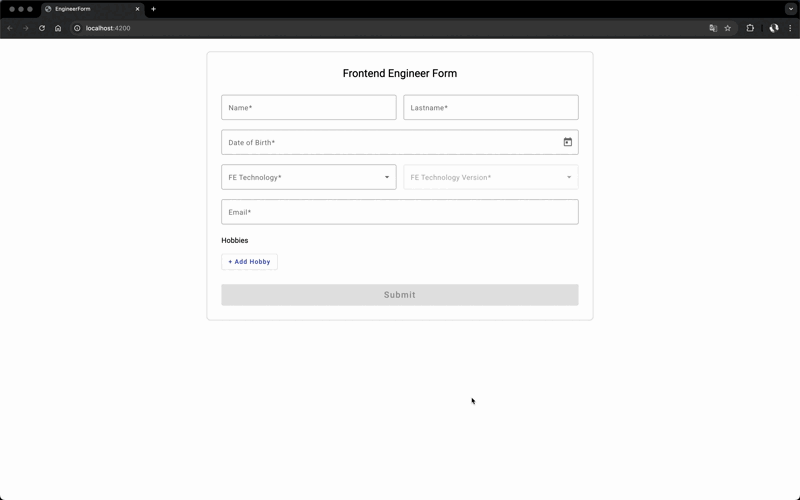 EngineerForm
localhost:4200
Frontend Engineer Form
Name*
Lastname*
Date of Birth*
FE Technology*
FE Technology Version*
Email*
Hobbies
+ Add Hobby
Submit